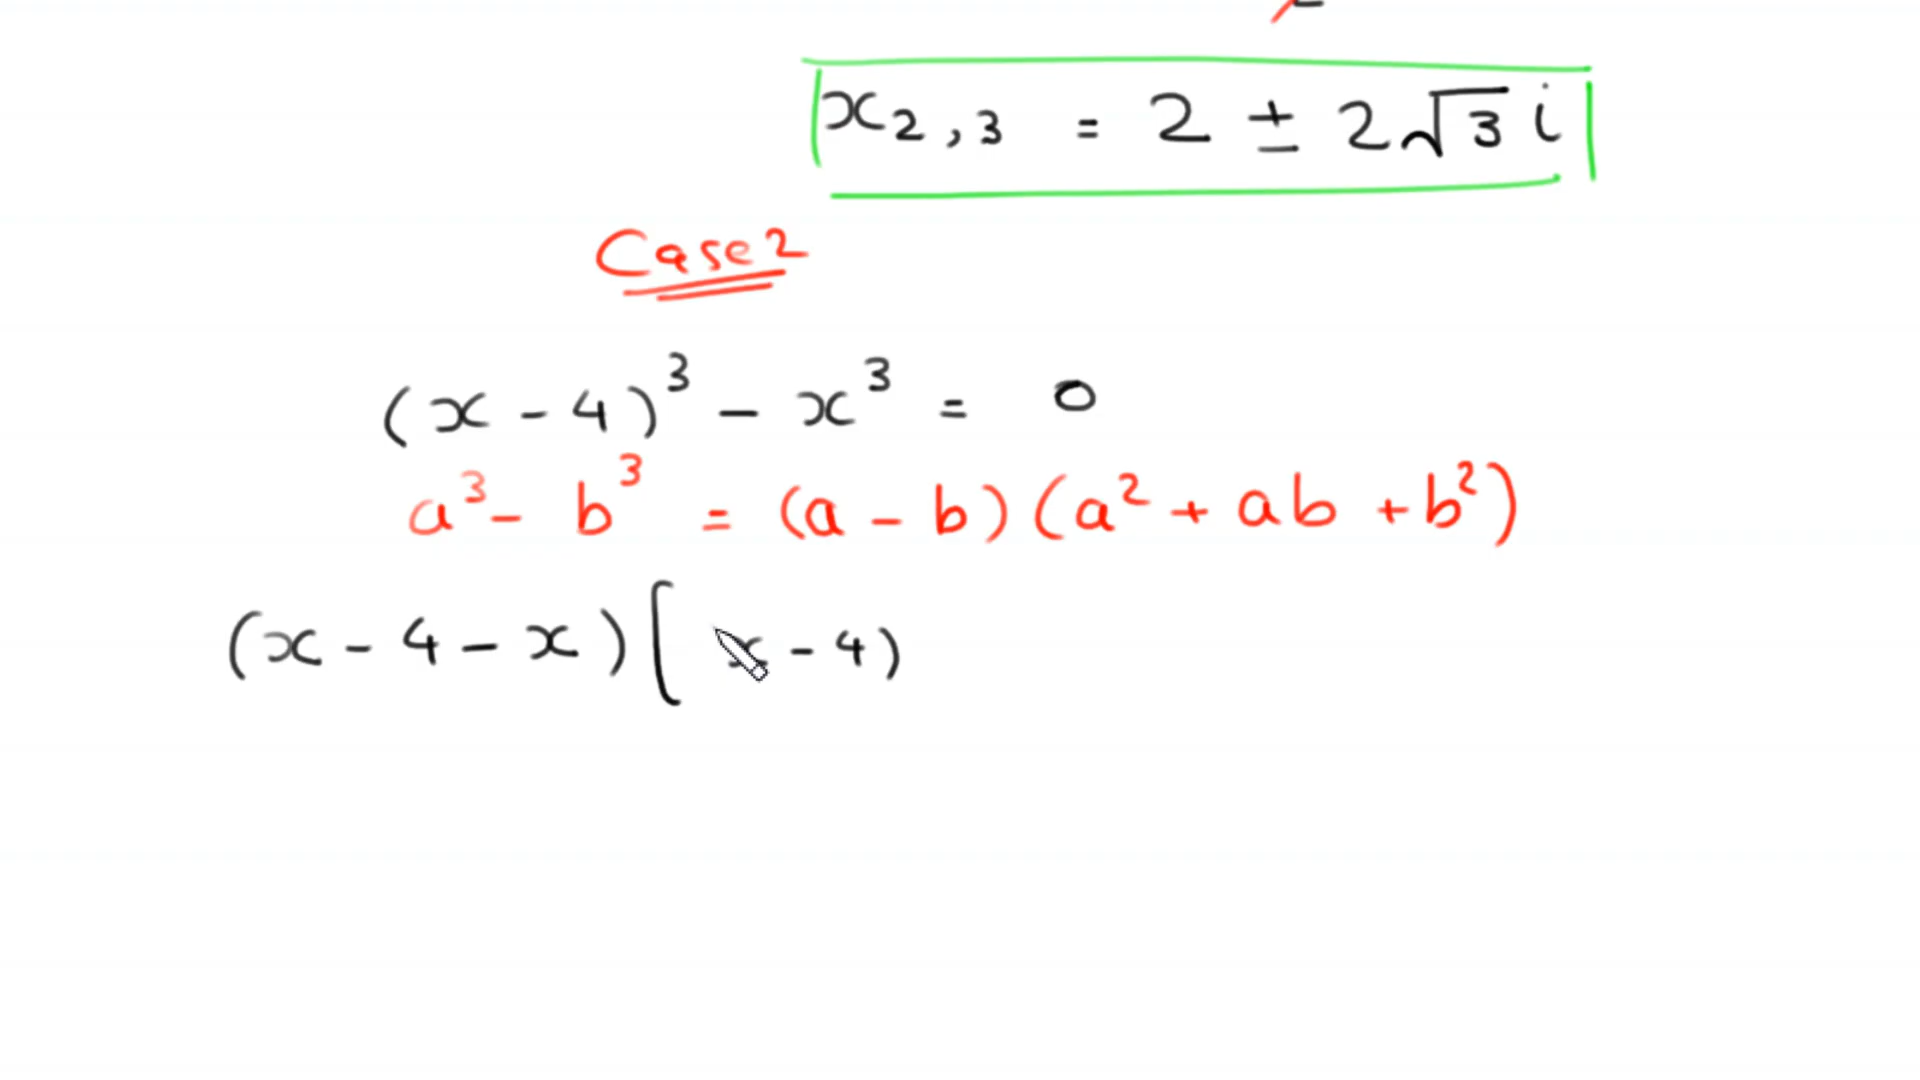 x₂,₃ = 2 ± 2√3 i
Case 2
(x - 4)³ - x³ = 0
a³ - b³ = (a - b)(a² + ab + b²)
(x - 4 - x)[ x - 4)